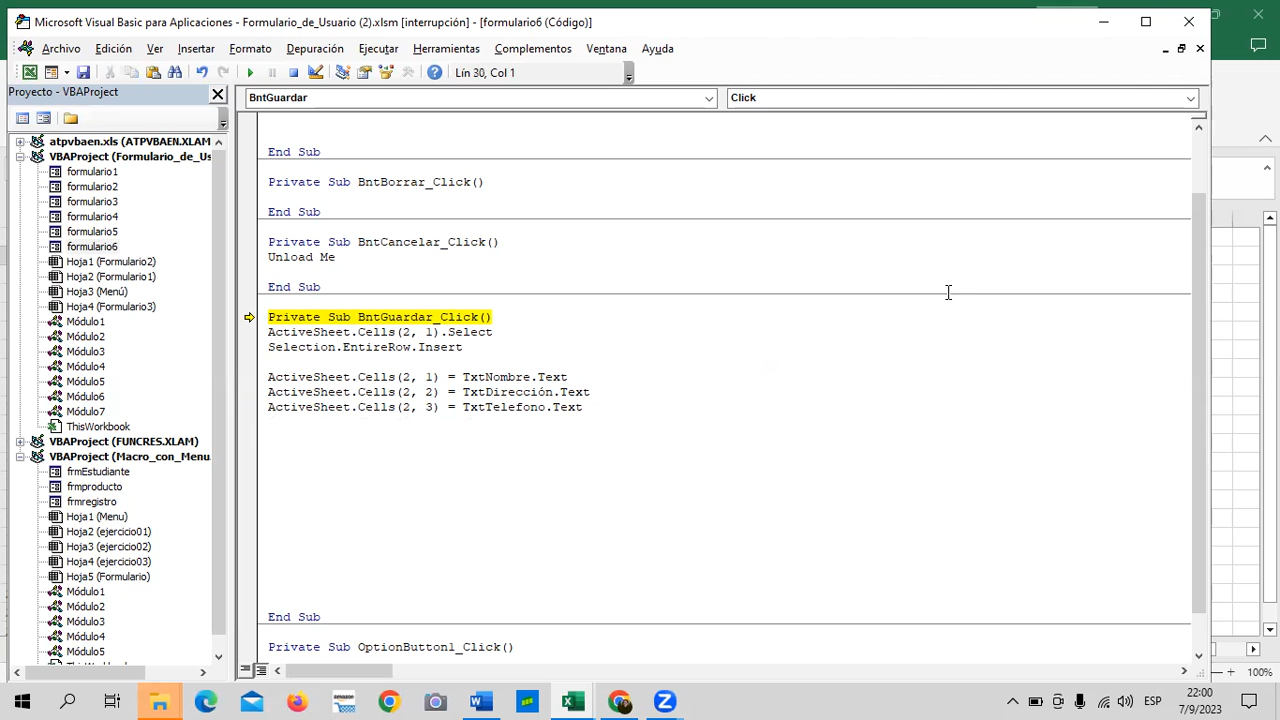 Microsoft Visual Basic para Aplicaciones - Formulario_de_Usuario (2).xlsm [interrupción] - [formulario6 (Código)]
Archivo Edición Ver Insertar Formato Depuración Ejecutar Herramientas Complementos Ventana Ayuda
Lín 30, Col 1
Proyecto - VBAProject
BntGuardar
Click
atpvbaen.xls (ATPVBAEN.XLAM
VBAProject (Formulario_de_Us
formulario1
formulario2
formulario3
formulario4
formulario5
formulario6
Hoja1 (Formulario2)
Hoja2 (Formulario1)
Hoja3 (Menú)
Hoja4 (Formulario3)
Módulo1
Módulo2
Módulo3
Módulo4
Módulo5
Módulo6
Módulo7
ThisWorkbook
VBAProject (FUNCRES.XLAM)
VBAProject (Macro_con_Menu.
frmEstudiante
frmproducto
frmregistro
Hoja1 (Menu)
Hoja2 (ejercicio01)
Hoja3 (ejercicio02)
Hoja4 (ejercicio03)
Hoja5 (Formulario)
Módulo1
Módulo2
Módulo3
Módulo4
Módulo5
End Sub
Private Sub BntBorrar_Click()
End Sub
Private Sub BntCancelar_Click()
Unload Me
End Sub
Private Sub BntGuardar_Click()
ActiveSheet.Cells(2, 1).Select
Selection.EntireRow.Insert
ActiveSheet.Cells(2, 1) = TxtNombre.Text
ActiveSheet.Cells(2, 2) = TxtDirección.Text
ActiveSheet.Cells(2, 3) = TxtTelefono.Text
End Sub
Private Sub OptionButton1_Click()
100%
ESP
22:00
7/9/2023